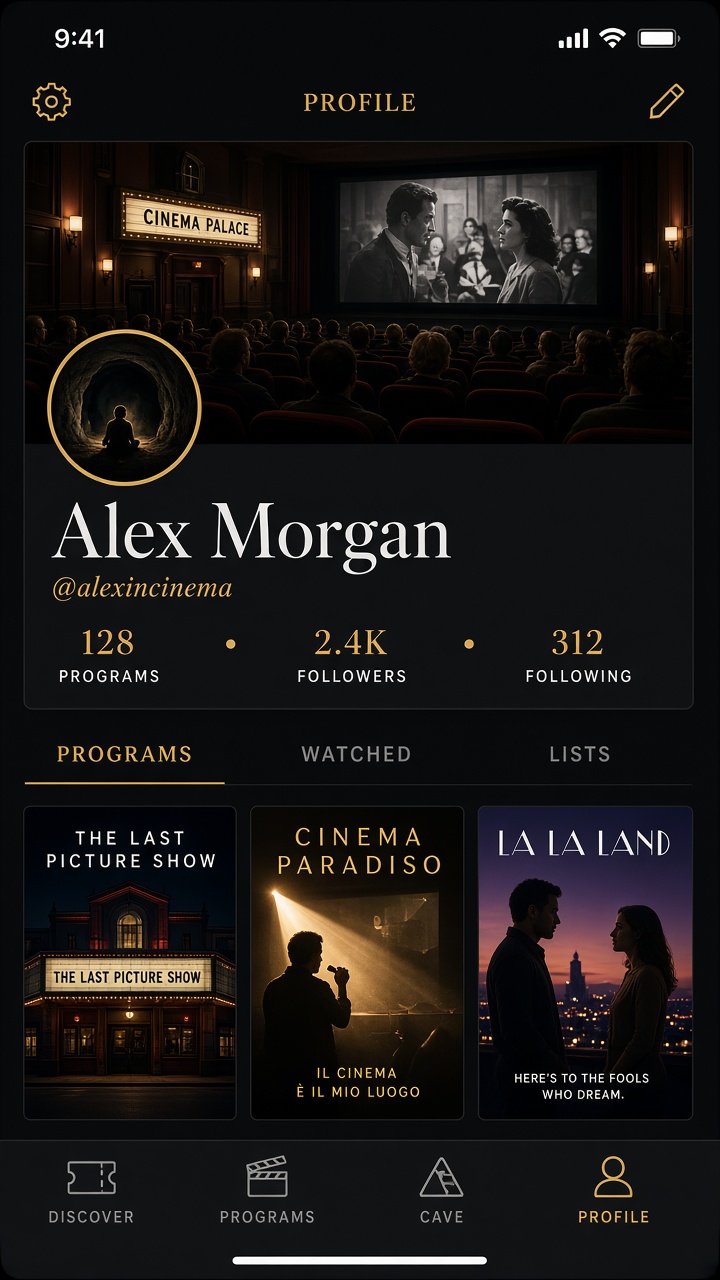 9:41
PROFILE
CINEMA PALACE
Alex Morgan
@alexincinema
128 • 2.4K • 312
PROGRAMS FOLLOWERS FOLLOWING
PROGRAMS WATCHED LISTS
THE LAST
PICTURE SHOW
THE LAST PICTURE SHOW
CINEMA
PARADISO
IL CINEMA
È IL MIO LUOGO
LA LA LAND
HERE'S TO THE FOOLS
WHO DREAM.
DISCOVER PROGRAMS CAVE PROFILE